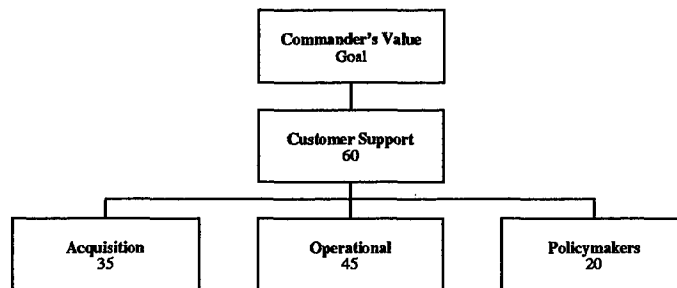 Commander's Value
Goal
Customer Support
60
Acquisition
35
Operational
45
Policymakers
20